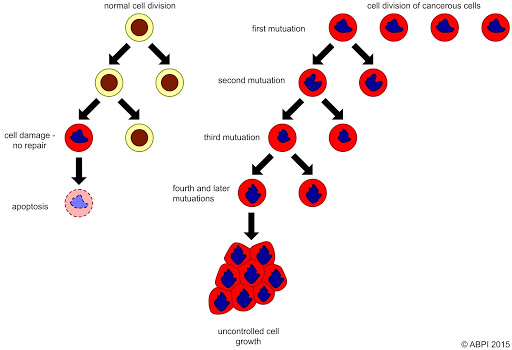 normal cell division
cell division of cancerous cells
first mutuation
second mutuation
cell damage -
no repair
third mutuation
apoptosis
fourth and later
mutuations
uncontrolled cell
growth
© ABPI 2015